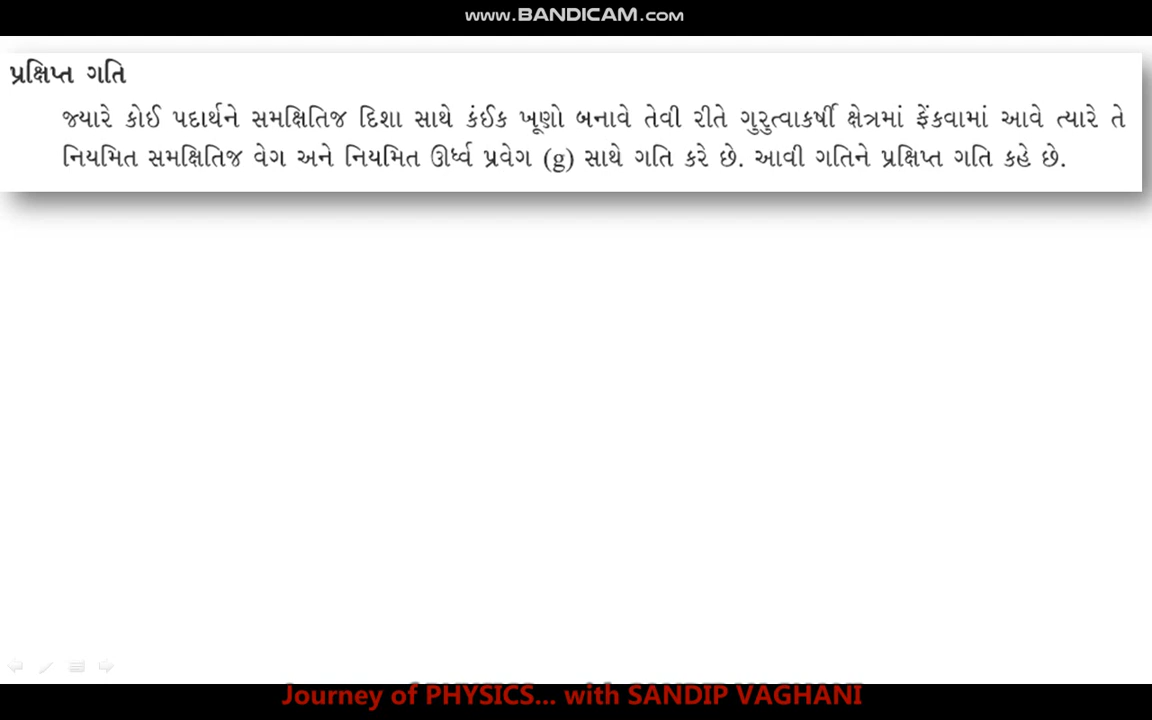 www.BANDICAM.com
પ્રક્ષિપ્ત ગતિ
જ્યારે કોઈ પદાર્થને સમક્ષિતિજ દિશા સાથે કંઈક ખૂણો બનાવે તેવી રીતે ગુરુત્વાકર્ષી ક્ષેત્રમાં ફેંકવામાં આવે ત્યારે તે
નિયમિત સમક્ષિતિજ વેગ અને નિયમિત ઊર્ધ્વ પ્રવેગ (g) સાથે ગતિ કરે છે. આવી ગતિને પ્રક્ષિપ્ત ગતિ કહે છે.
Journey of PHYSICS... with SANDIP VAGHANI